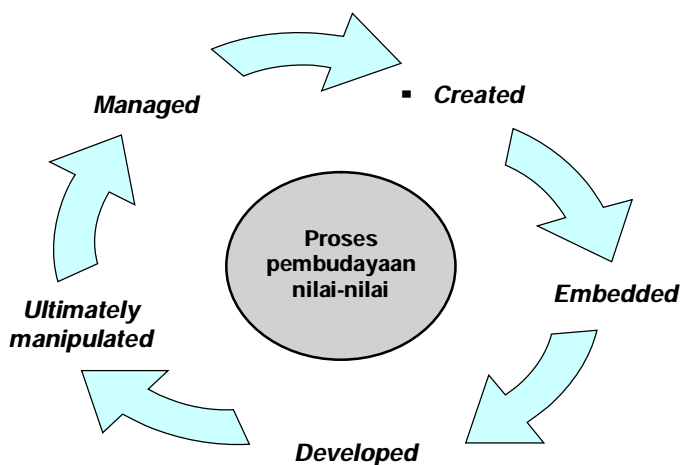 Managed
▪ Created
Proses
pembudayaan
nilai-nilai
Embedded
Ultimately
manipulated
Developed